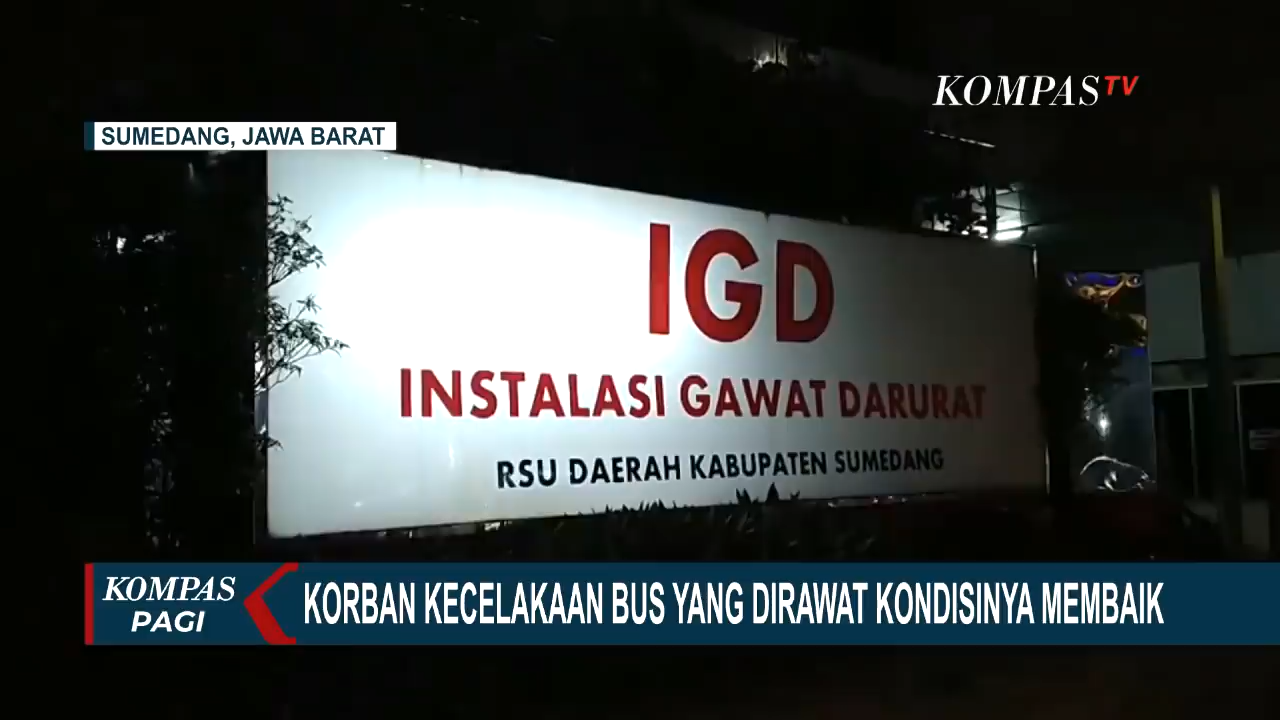 KOMPASTV
SUMEDANG, JAWA BARAT
IGD
INSTALASI GAWAT DARURAT
RSU DAERAH KABUPATEN SUMEDANG
KOMPAS
PAGI
KORBAN KECELAKAAN BUS YANG DIRAWAT KONDISINYA MEMBAIK